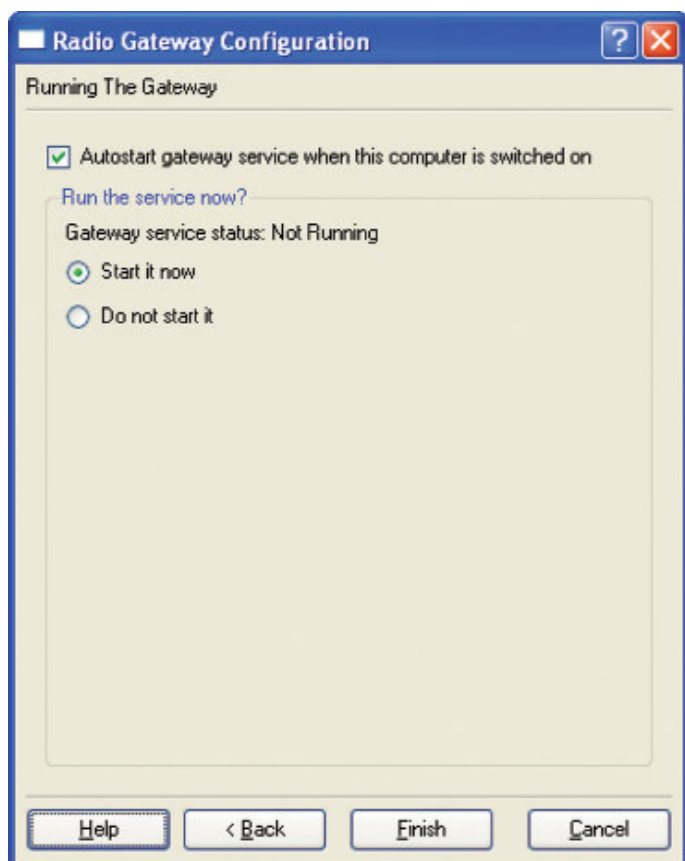 Radio Gateway Configuration
?
Running The Gateway
Autostart gateway service when this computer is switched on
Run the service now?
Gateway service status: Not Running
Start it now
Do not start it
Help
< Back
Finish
Cancel